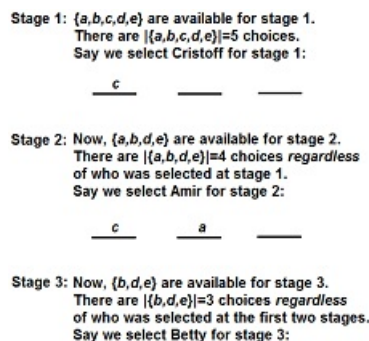 Stage 1: {a,b,c,d,e} are available for stage 1.
There are |{a,b,c,d,e}|=5 choices.
Say we select Cristoff for stage 1:
c
Stage 2: Now, {a,b,d,e} are available for stage 2.
There are |{a,b,d,e}|=4 choices regardless
of who was selected at stage 1.
Say we select Amir for stage 2:
c a
Stage 3: Now, {b,d,e} are available for stage 3.
There are |{b,d,e}|=3 choices regardless
of who was selected at the first two stages.
Say we select Betty for stage 3: